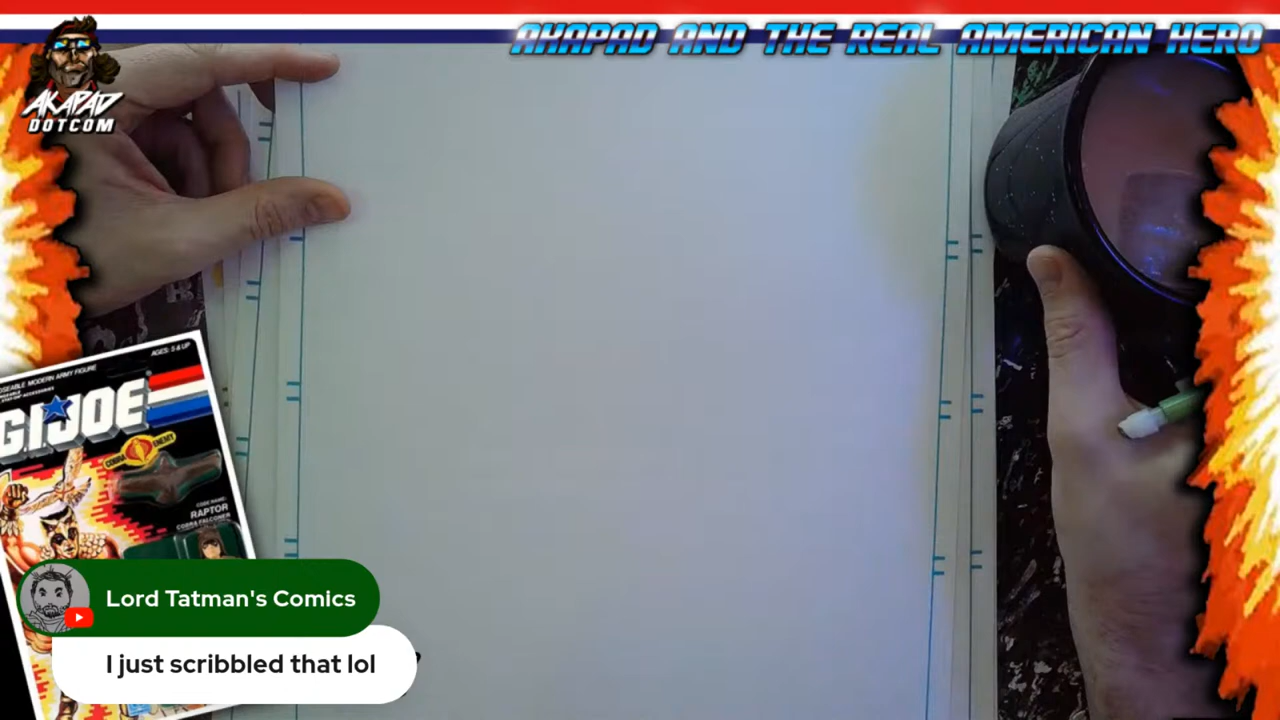 AKAPAD AND THE REAL AMERICAN HERO
AKAPAD
DOTCOM
AGES: 5 & UP
POSEABLE MODERN ARMY FIGURE
G.I.JOE
COBRA ENEMY
CODE NAME:
RAPTOR
COBRA FALCONER
Lord Tatman's Comics
I just scribbled that lol